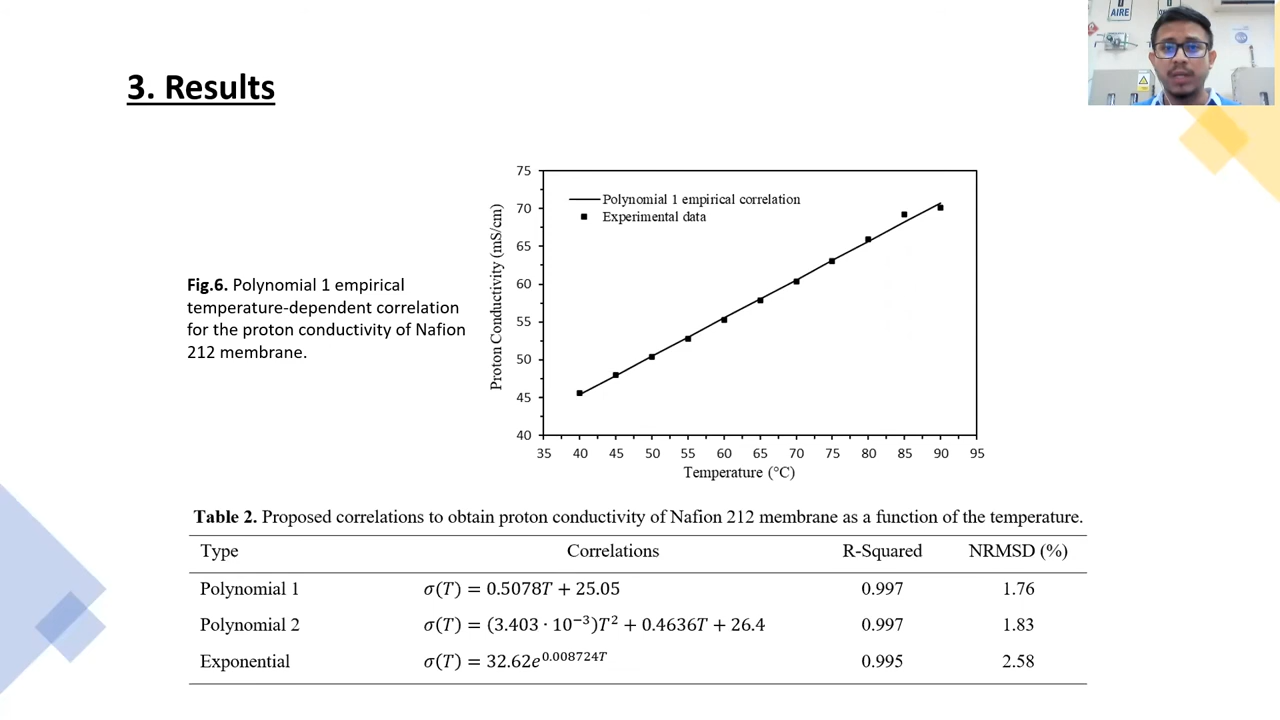 AIRE
3. Results
75
70
65
60
55
50
45
40
Proton Conductivity (mS/cm)
Polynomial 1 empirical correlation
Experimental data
35 40 45 50 55 60 65 70 75 80 85 90 95
Temperature (°C)
Fig.6. Polynomial 1 empirical
temperature-dependent correlation
for the proton conductivity of Nafion
212 membrane.
Table 2. Proposed correlations to obtain proton conductivity of Nafion 212 membrane as a function of the temperature.
Type Correlations R-Squared NRMSD (%)
Polynomial 1 σ(T) = 0.5078T + 25.05 0.997 1.76
Polynomial 2 σ(T) = (3.403 · 10⁻³)T² + 0.4636T + 26.4 0.997 1.83
Exponential σ(T) = 32.62e^0.008724T 0.995 2.58